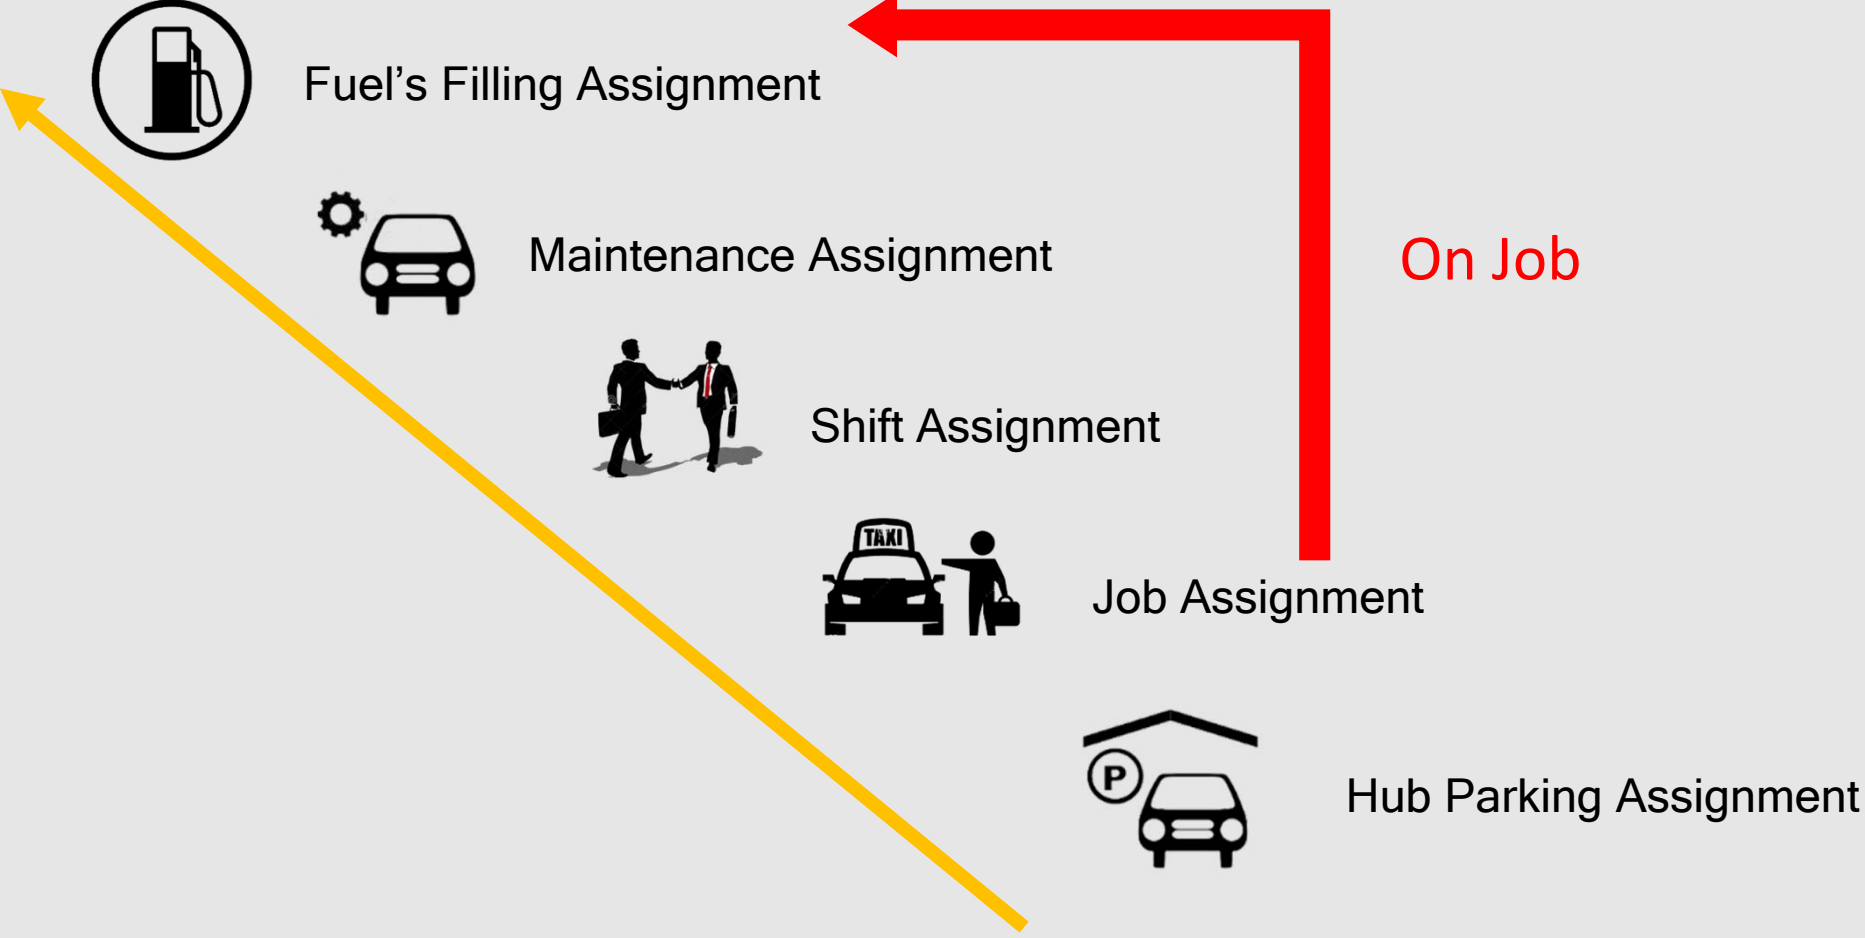 Fuel’s Filling Assignment
Maintenance Assignment
On Job
Shift Assignment
TAXI
Job Assignment
P
Hub Parking Assignment